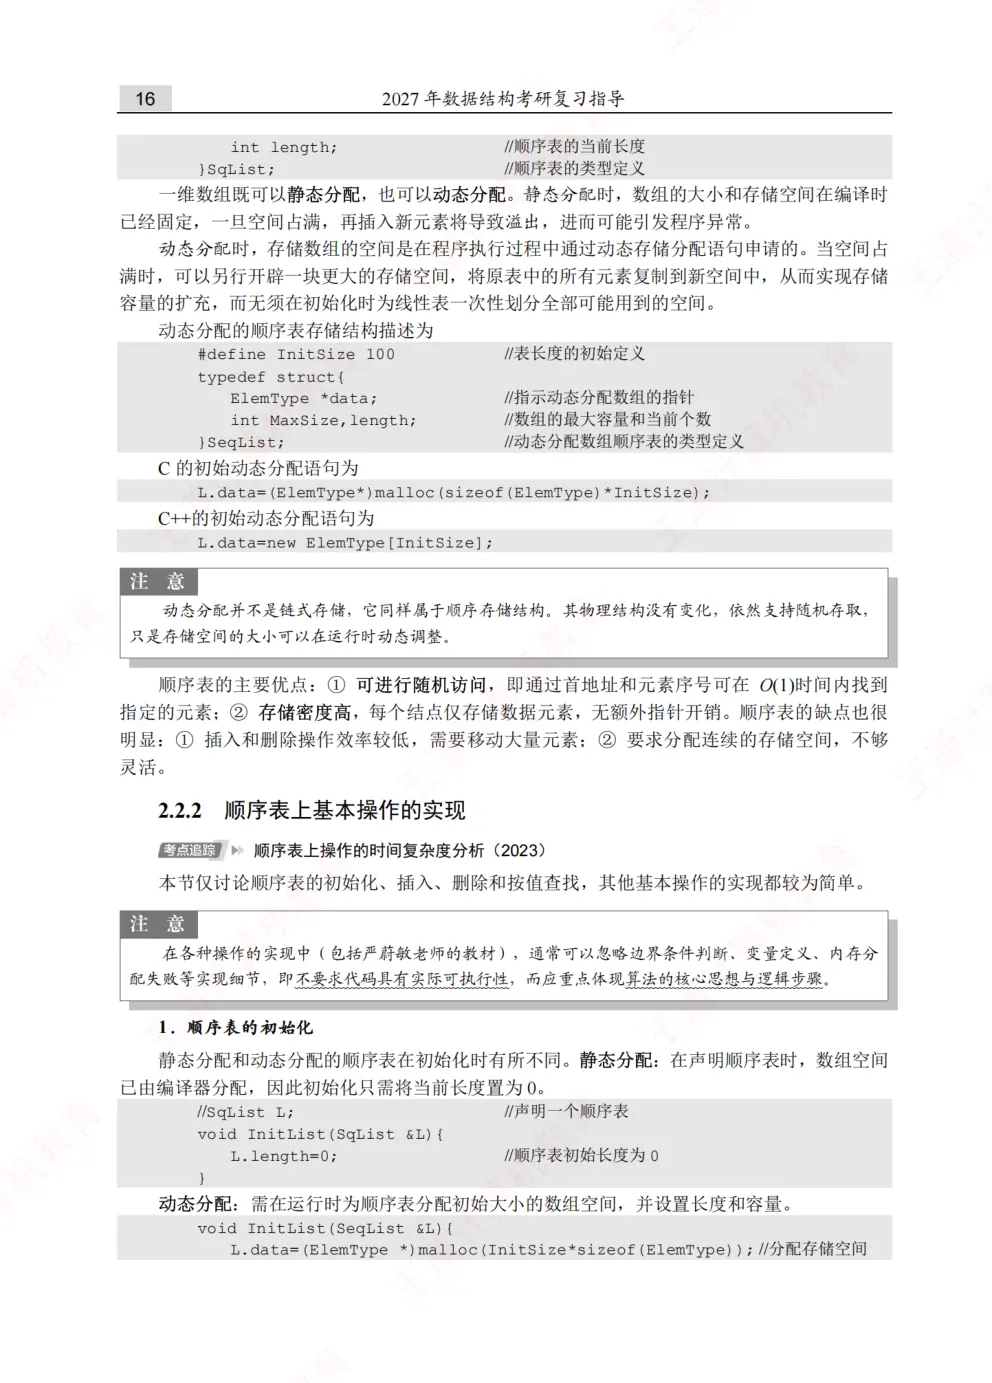 16 2027 年数据结构考研复习指导
int length; //顺序表的当前长度
}SqList; //顺序表的类型定义
一维数组既可以静态分配，也可以动态分配。静态分配时，数组的大小和存储空间在编译时
已经固定，一旦空间占满，再插入新元素将导致溢出，进而可能引发程序异常。
动态分配时，存储数组的空间是在程序执行过程中通过动态存储分配语句申请的。当空间占
满时，可以另行开辟一块更大的存储空间，将原表中的所有元素复制到新空间中，从而实现存储
容量的扩充，而无须在初始化时为线性表一次性划分全部可能用到的空间。
动态分配的顺序表存储结构描述为
#define InitSize 100 //表长度的初始定义
typedef struct{
ElemType *data; //指示动态分配数组的指针
int MaxSize,length; //数组的最大容量和当前个数
}SeqList; //动态分配数组顺序表的类型定义
C 的初始动态分配语句为
L.data=(ElemType*)malloc(sizeof(ElemType)*InitSize);
C++的初始动态分配语句为
L.data=new ElemType[InitSize];
注 意
动态分配并不是链式存储，它同样属于顺序存储结构。其物理结构没有变化，依然支持随机存取，
只是存储空间的大小可以在运行时动态调整。
顺序表的主要优点：① 可进行随机访问，即通过首地址和元素序号可在 O(1)时间内找到
指定的元素；② 存储密度高，每个结点仅存储数据元素，无额外指针开销。顺序表的缺点也很
明显：① 插入和删除操作效率较低，需要移动大量元素；② 要求分配连续的存储空间，不够
灵活。
2.2.2 顺序表上基本操作的实现
考点追踪 顺序表上操作的时间复杂度分析（2023）
本节仅讨论顺序表的初始化、插入、删除和按值查找，其他基本操作的实现都较为简单。
注 意
在各种操作的实现中（包括严蔚敏老师的教材），通常可以忽略边界条件判断、变量定义、内存分
配失败等实现细节，即不要求代码具有实际可执行性，而应重点体现算法的核心思想与逻辑步骤。
1．顺序表的初始化
静态分配和动态分配的顺序表在初始化时有所不同。静态分配：在声明顺序表时，数组空间
已由编译器分配，因此初始化只需将当前长度置为 0。
//SqList L; //声明一个顺序表
void InitList(SqList &L){
L.length=0; //顺序表初始长度为 0
}
动态分配：需在运行时为顺序表分配初始大小的数组空间，并设置长度和容量。
void InitList(SeqList &L){
L.data=(ElemType *)malloc(InitSize*sizeof(ElemType)); //分配存储空间
王道计算机教育